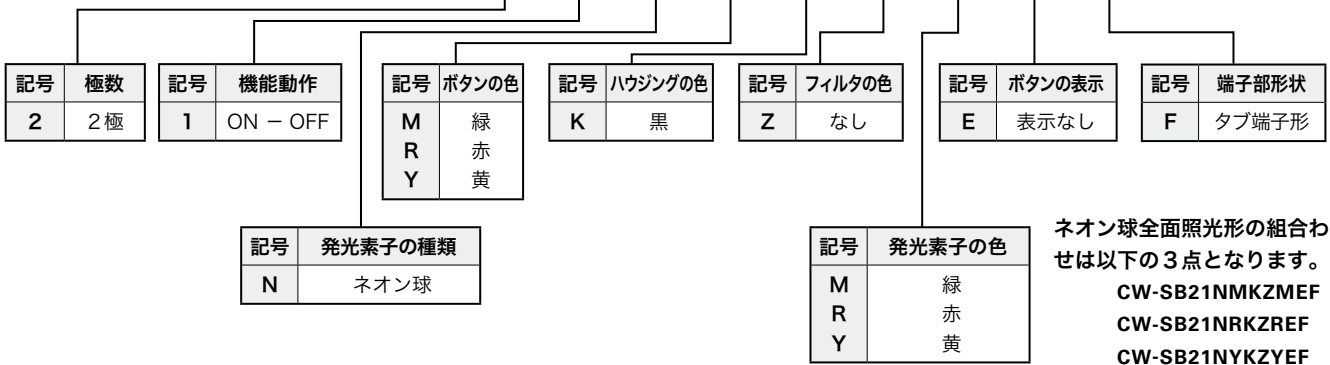 記号 極数
2 2極
記号 機能動作
1 ON － OFF
記号 ボタンの色
M 緑
R 赤
Y 黄
記号 ハウジングの色
K 黒
記号 フィルタの色
Z なし
記号 ボタンの表示
E 表示なし
記号 端子部形状
F タブ端子形
記号 発光素子の種類
N ネオン球
記号 発光素子の色
M 緑
R 赤
Y 黄
ネオン球全面照光形の組合わ
せは以下の３点となります。
CW-SB21NMKZMEF
CW-SB21NRKZREF
CW-SB21NYKZYEF